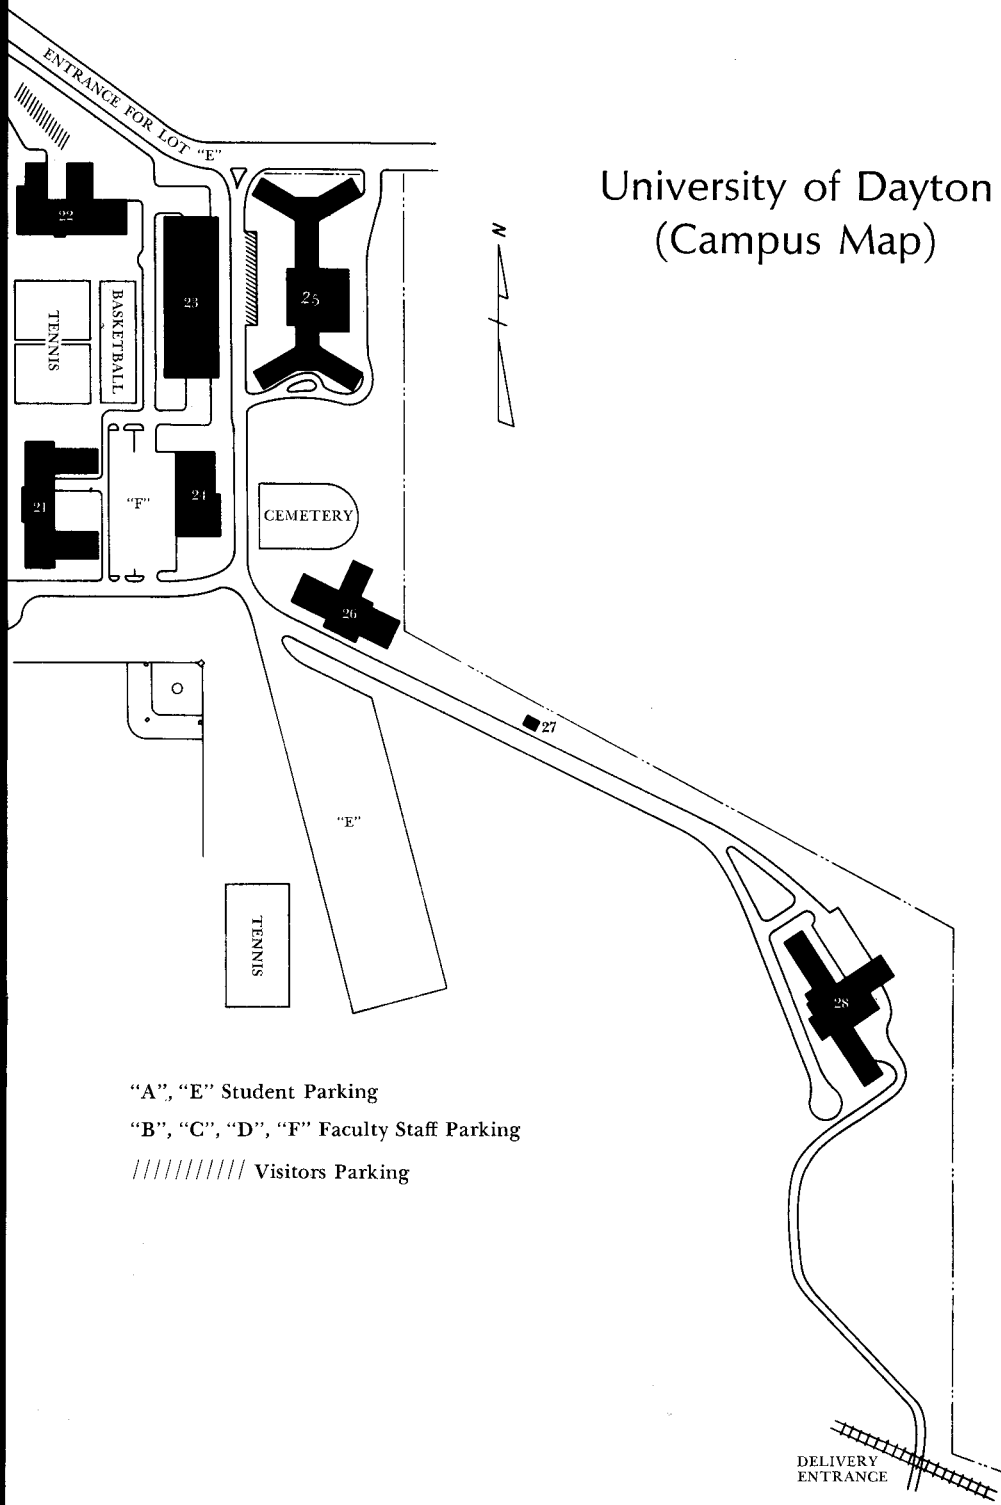 ENTRANCE FOR LOT "E"
University of Dayton
(Campus Map)
N
22
23
25
TENNIS
BASKETBALL
21
"F"
24
CEMETERY
26
27
"E"
TENNIS
28
"A", "E" Student Parking
"B", "C", "D", "F" Faculty Staff Parking
/////////// Visitors Parking
DELIVERY
ENTRANCE